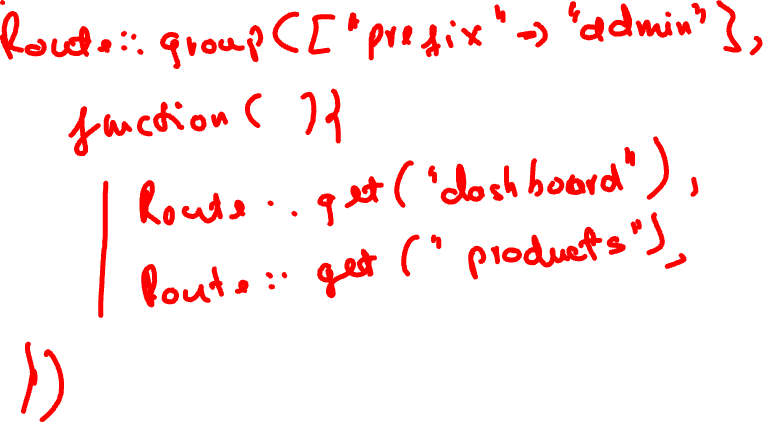 Route:: group(["prefix" -> "admin"],
function( ){
Route:: get("dashboard"),
Route:: get ("products"),
})